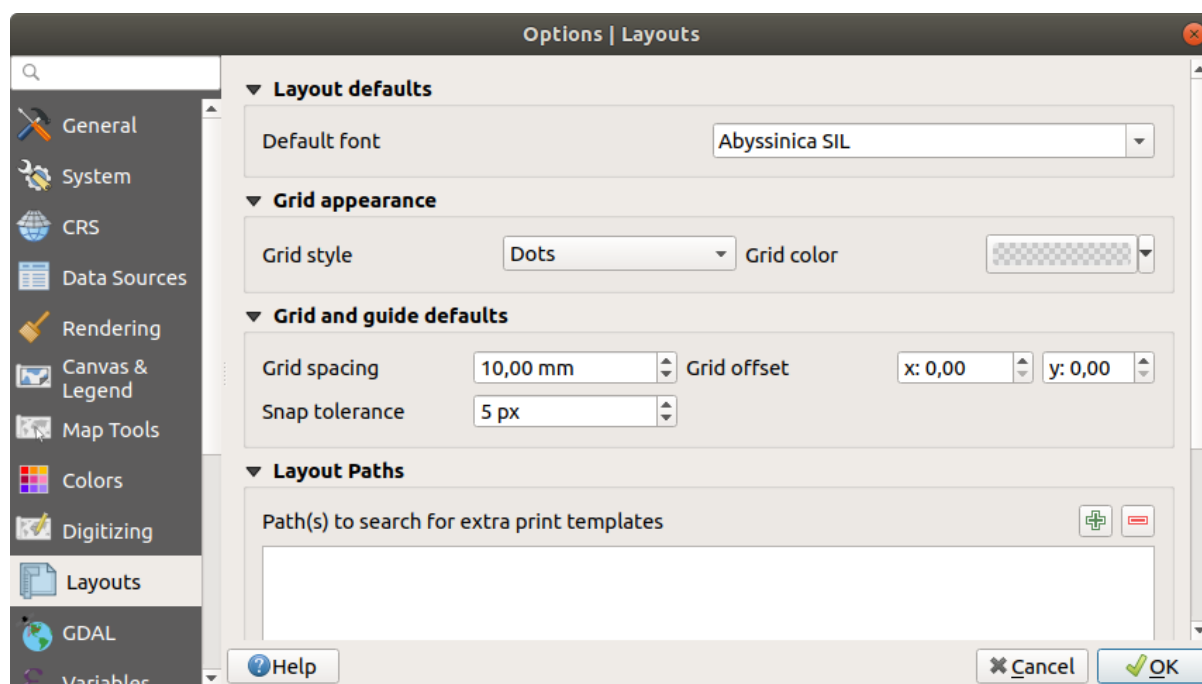 Options | Layouts
General
System
CRS
Data Sources
Rendering
Canvas & Legend
Map Tools
Colors
Digitizing
Layouts
GDAL
Variables
Layout defaults
Default font Abyssinica SIL
Grid appearance
Grid style Dots Grid color
Grid and guide defaults
Grid spacing 10,00 mm Grid offset x: 0,00 y: 0,00
Snap tolerance 5 px
Layout Paths
Path(s) to search for extra print templates
Help Cancel OK